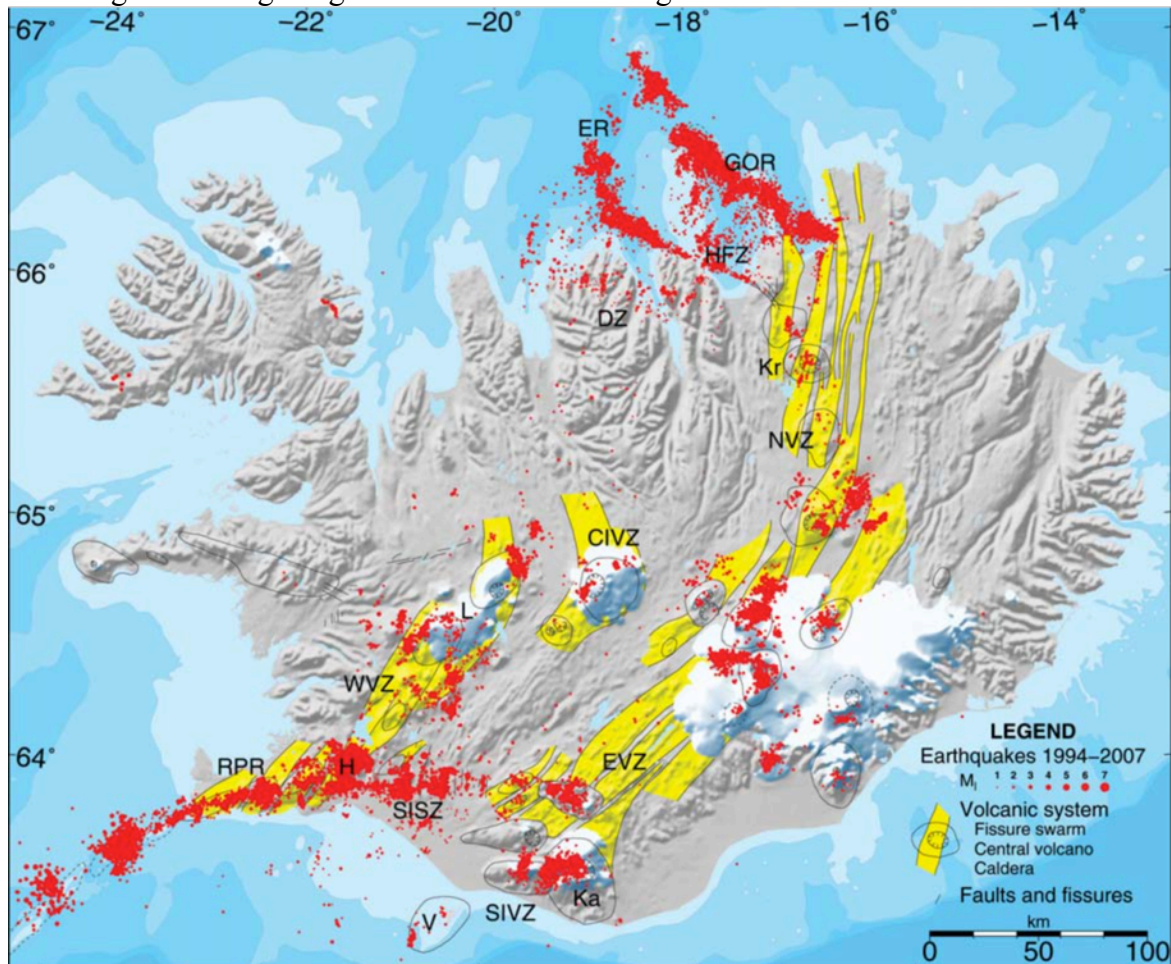 −24 −22 −20 −18 −16 −14
67°
ER
GOR
66°
HFZ
DZ
Kr
NVZ
65°
CIVZ
L
WVZ
64°
RPR
H
EVZ
SISZ
SIVZ
Ka
V
LEGEND
Earthquakes 1994–2007
Ml 1 2 3 4 5 6 7
Volcanic system
Fissure swarm
Central volcano
Caldera
Faults and fissures
km
0 50 100